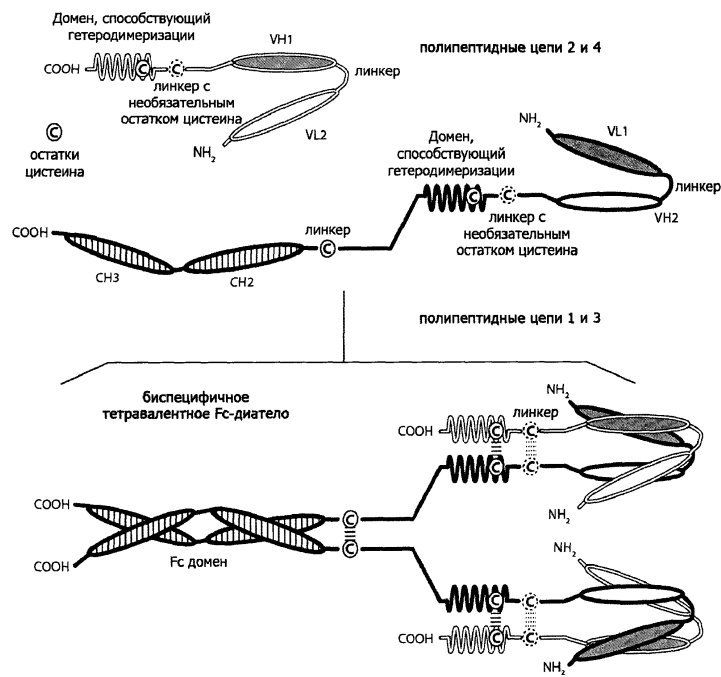 Домен, способствующий
гетеродимеризации
VH1
полипептидные цепи 2 и 4
COOH
C
C
линкер
линкер с
необязательным
остатком цистеина
VL2
NH2
C
остатки
цистеина
NH2
VL1
Домен,
способствующий
гетеродимеризации
C
C
линкер
VH2
линкер с
необязательным
остатком цистеина
COOH
линкер
C
CH3
CH2
полипептидные цепи 1 и 3
биспецифичное
тетравалентное Fc-диатело
NH2
линкер
COOH
C
C
C
C
NH2
COOH
C
C
COOH
Fc домен
NH2
C
C
COOH
C
C
NH2